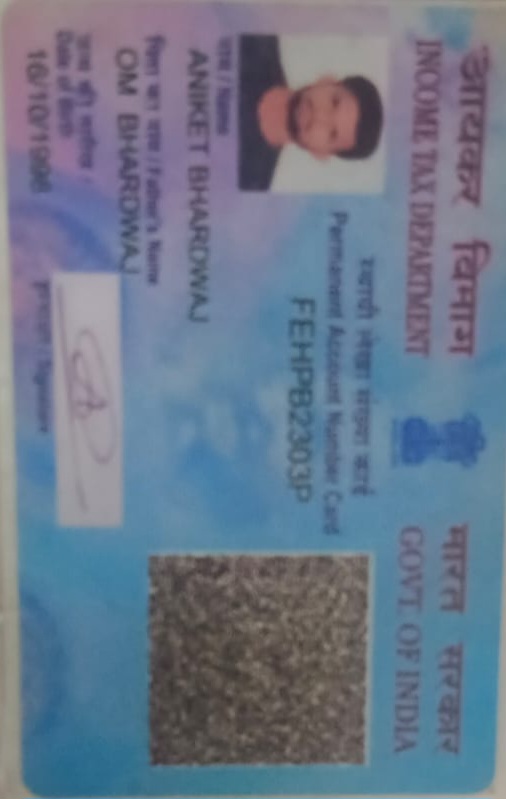 आयकर विभाग
INCOME TAX DEPARTMENT
भारत सरकार
GOVT. OF INDIA
स्थायी लेखा संख्या कार्ड
Permanent Account Number Card
FEHPB2303P
नाम / Name
ANIKET BHARDWAJ
पिता का नाम / Father's Name
OM BHARDWAJ
जन्म की तारीख /
Date of Birth
16/10/1996
हस्ताक्षर / Signature